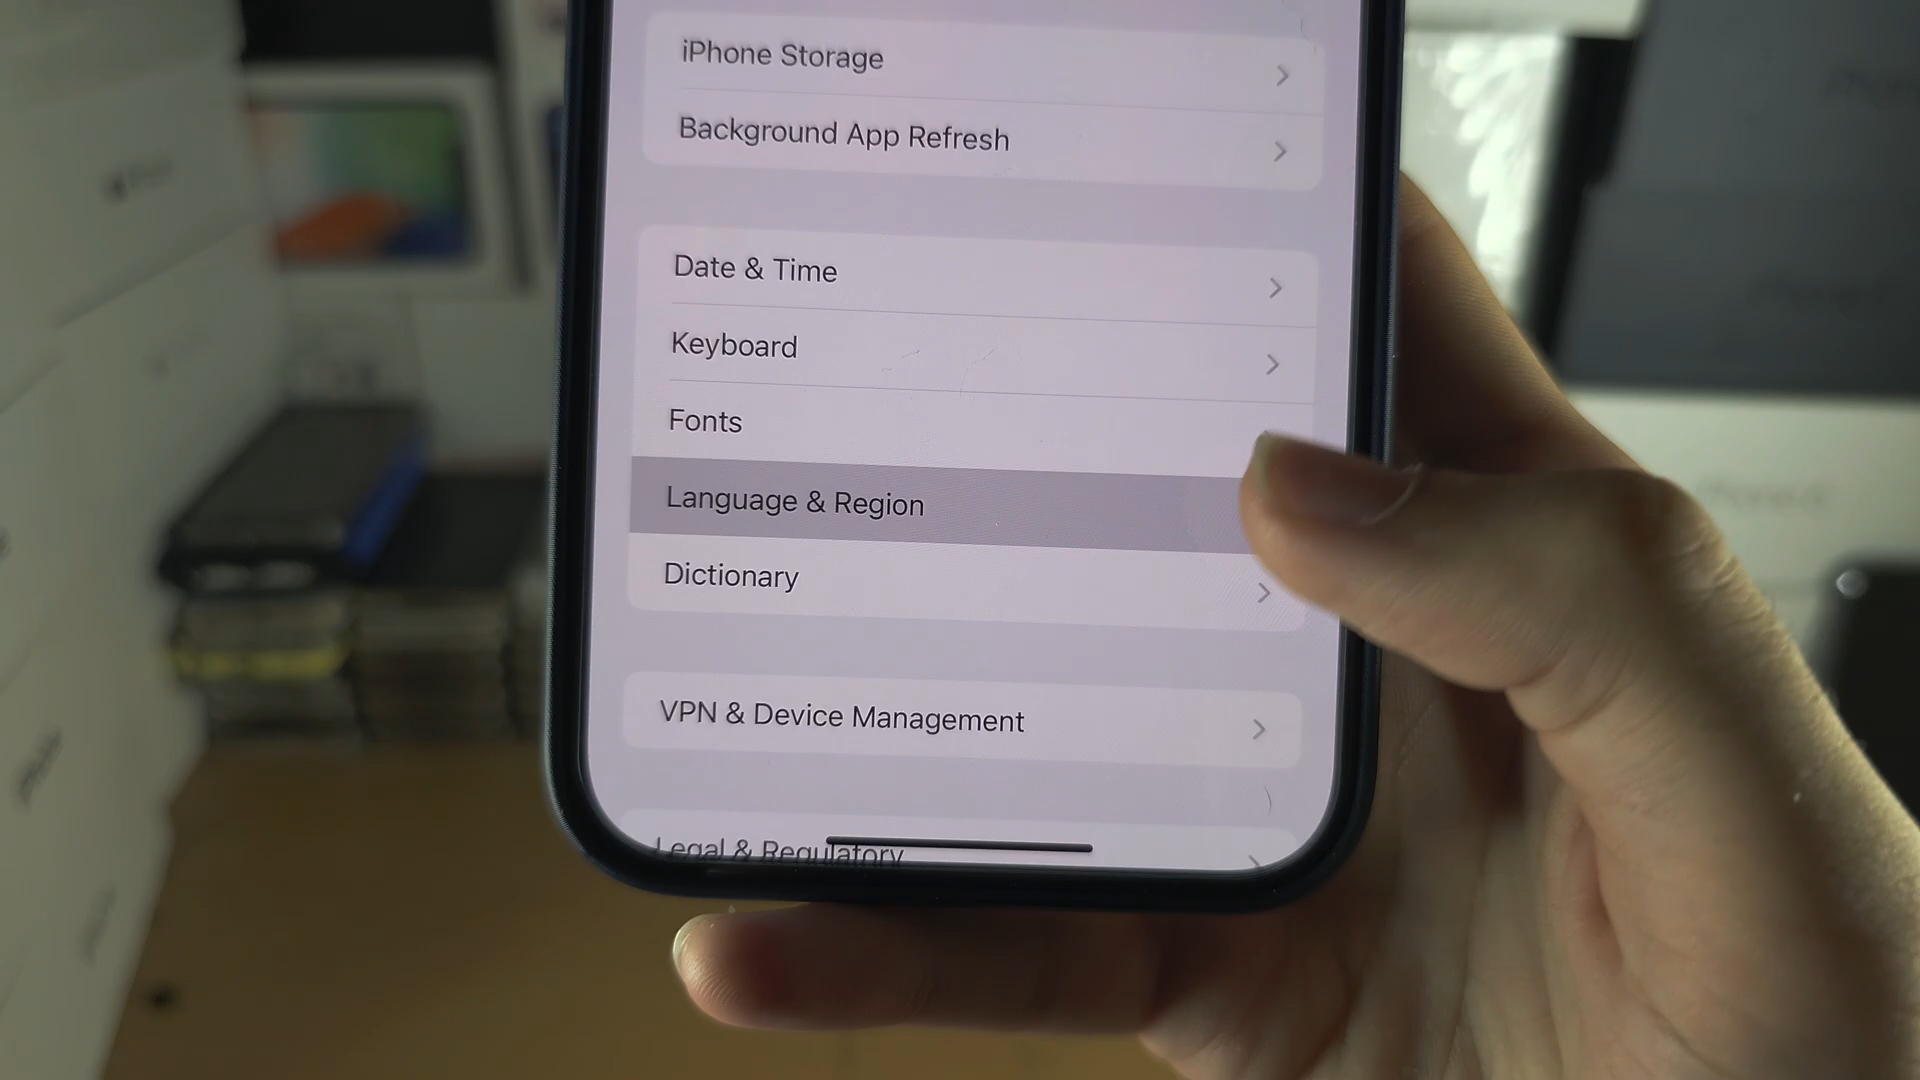 iPhone Storage
Background App Refresh
Date & Time
Keyboard
Fonts
Language & Region
Dictionary
VPN & Device Management
Legal & Regulatory